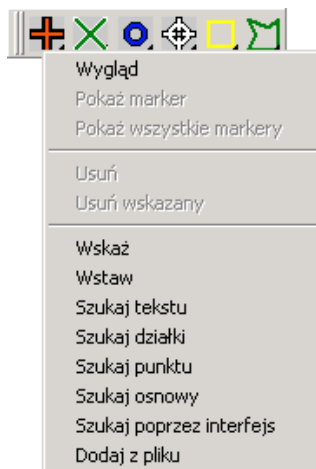 Wygląd
Pokaż marker
Pokaż wszystkie markery
Usuń
Usuń wskazany
Wskaż
Wstaw
Szukaj tekstu
Szukaj działki
Szukaj punktu
Szukaj osnowy
Szukaj poprzez interfejs
Dodaj z pliku